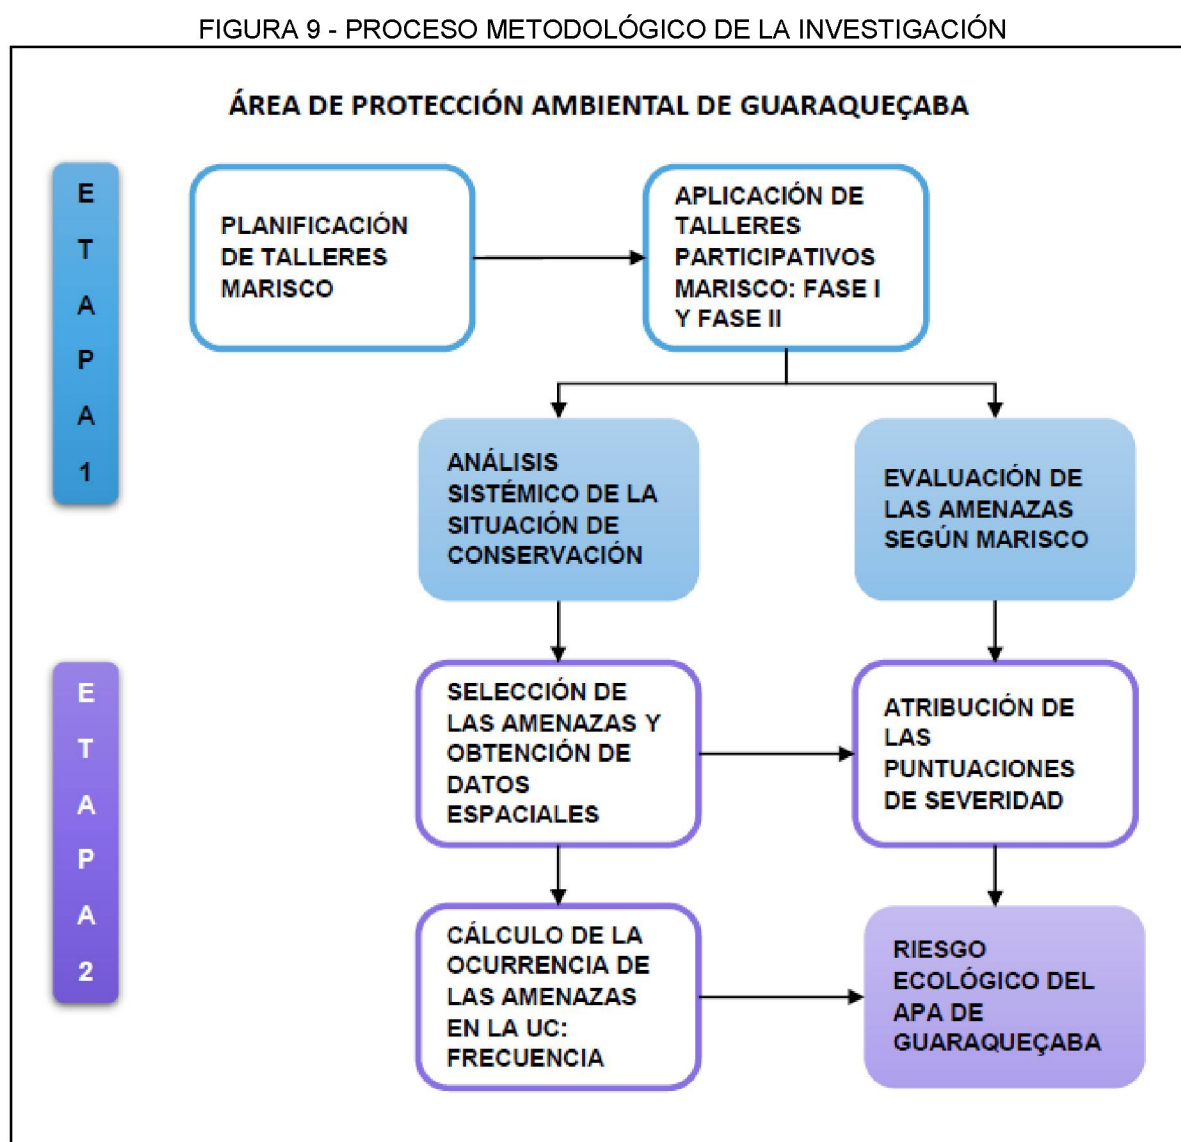 FIGURA 9 - PROCESO METODOLÓGICO DE LA INVESTIGACIÓN
ÁREA DE PROTECCIÓN AMBIENTAL DE GUARAQUEÇABA
E
T
A
P
A
1
PLANIFICACIÓN
DE TALLERES
MARISCO
APLICACIÓN DE
TALLERES
PARTICIPATIVOS
MARISCO: FASE I
Y FASE II
ANÁLISIS
SISTÉMICO DE LA
SITUACIÓN DE
CONSERVACIÓN
EVALUACIÓN DE
LAS AMENAZAS
SEGÚN MARISCO
E
T
A
P
A
2
SELECCIÓN DE
LAS AMENAZAS Y
OBTENCIÓN DE
DATOS
ESPACIALES
ATRIBUCIÓN DE
LAS
PUNTUACIONES
DE SEVERIDAD
CÁLCULO DE LA
OCURRENCIA DE
LAS AMENAZAS
EN LA UC:
FRECUENCIA
RIESGO
ECOLÓGICO DEL
APA DE
GUARAQUEÇABA